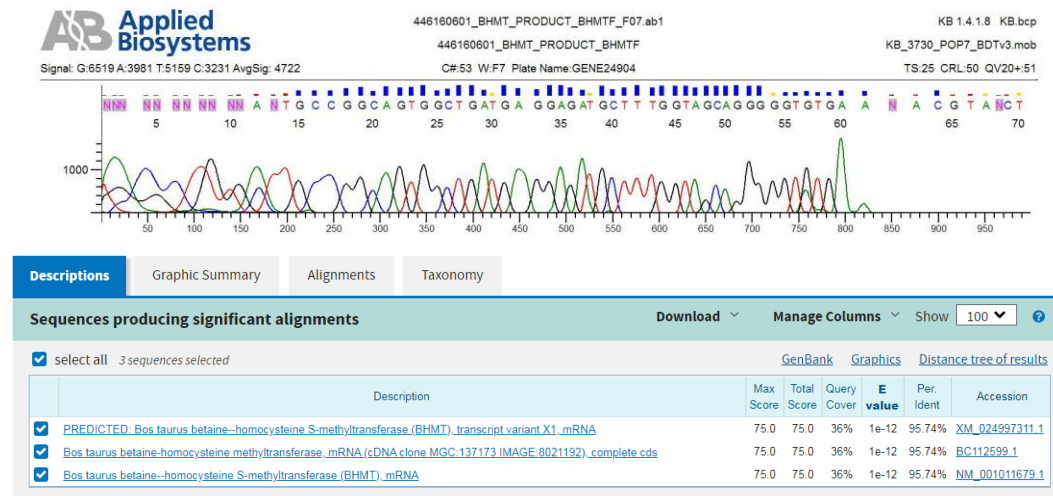 Applied
Biosystems
446160601_BHMT_PRODUCT_BHMTF_F07.ab1
446160601_BHMT_PRODUCT_BHMTF
KB 1.4.1.8 KB.bcp
KB_3730_POP7_BDTv3.mob
Signal: G:6519 A:3981 T:5159 C:3231 AvgSig: 4722
C#:53 W:F7 Plate Name:GENE24904
TS:25 CRL:50 QV20+:51
NNN NN NN NN NN A NT G C C G G C A G T G G C T G A T G A G G A G A T G C T T T G G T A G C A G G G G G T G T G A A N A C G T A N C T
5 10 15 20 25 30 35 40 45 50 55 60 65 70
1000
50 100 150 200 250 300 350 400 450 500 550 600 650 700 750 800 850 900 950
Descriptions Graphic Summary Alignments Taxonomy
Sequences producing significant alignments Download Manage Columns Show 100 ?
select all 3 sequences selected GenBank Graphics Distance tree of results
Description Max Score Total Score Query Cover E value Per. Ident Accession
PREDICTED: Bos taurus betaine--homocysteine S-methyltransferase (BHMT), transcript variant X1, mRNA 75.0 75.0 36% 1e-12 95.74% XM_024997311.1
Bos taurus betaine-homocysteine methyltransferase, mRNA (cDNA clone MGC:137173 IMAGE:8021192), complete cds 75.0 75.0 36% 1e-12 95.74% BC112599.1
Bos taurus betaine--homocysteine S-methyltransferase (BHMT), mRNA 75.0 75.0 36% 1e-12 95.74% NM_001011679.1